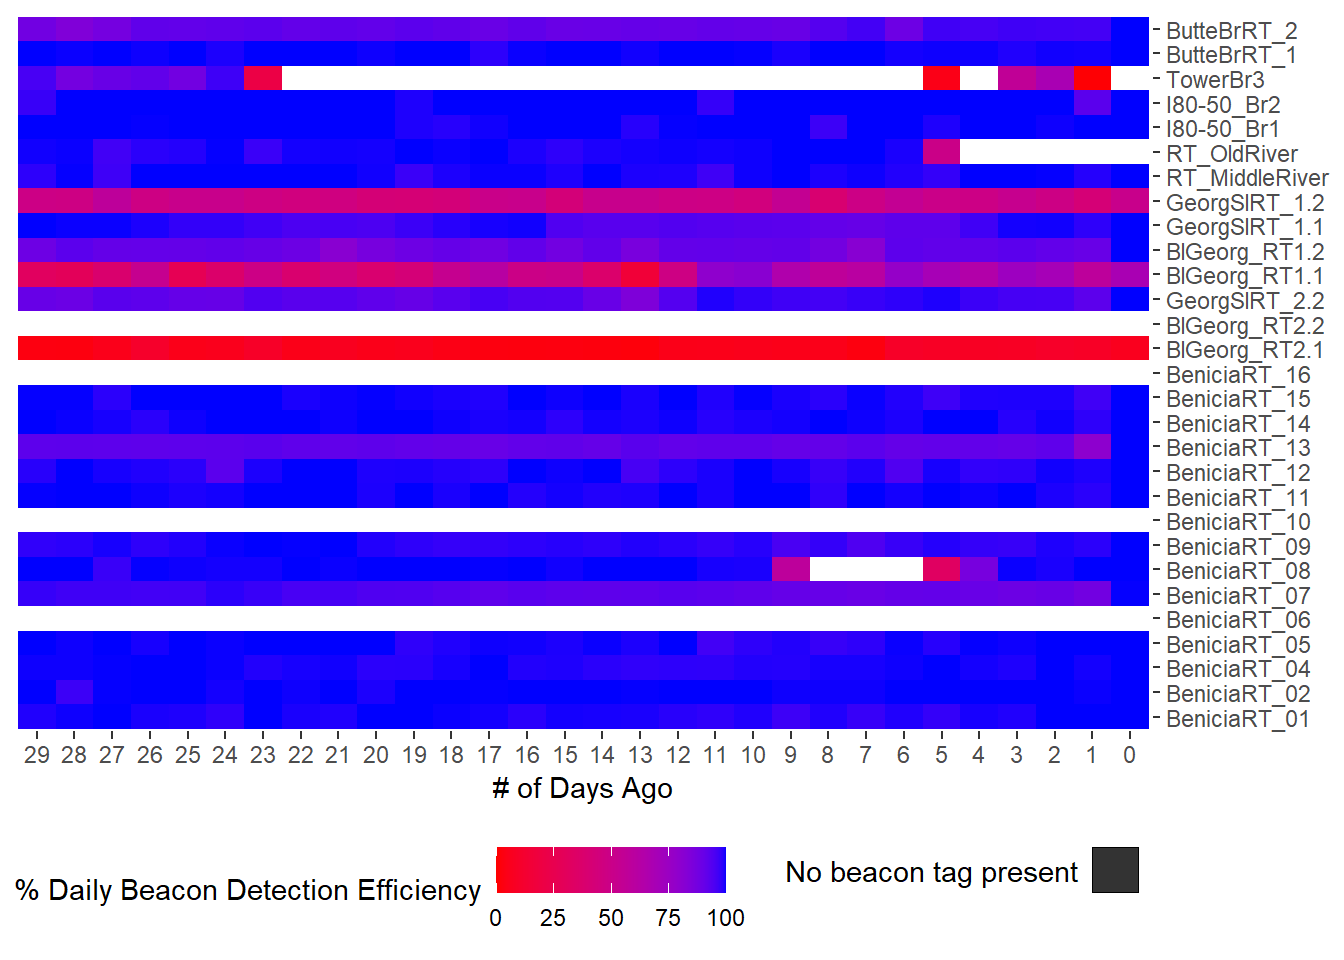 ButteBrRT_2
ButteBrRT_1
TowerBr3
I80-50_Br2
I80-50_Br1
RT_OldRiver
RT_MiddleRiver
GeorgSlRT_1.2
GeorgSlRT_1.1
BlGeorg_RT1.2
BlGeorg_RT1.1
GeorgSlRT_2.2
BlGeorg_RT2.2
BlGeorg_RT2.1
BeniciaRT_16
BeniciaRT_15
BeniciaRT_14
BeniciaRT_13
BeniciaRT_12
BeniciaRT_11
BeniciaRT_10
BeniciaRT_09
BeniciaRT_08
BeniciaRT_07
BeniciaRT_06
BeniciaRT_05
BeniciaRT_04
BeniciaRT_02
BeniciaRT_01
29 28 27 26 25 24 23 22 21 20 19 18 17 16 15 14 13 12 11 10 9 8 7 6 5 4 3 2 1 0
# of Days Ago
% Daily Beacon Detection Efficiency
0 25 50 75 100
No beacon tag present